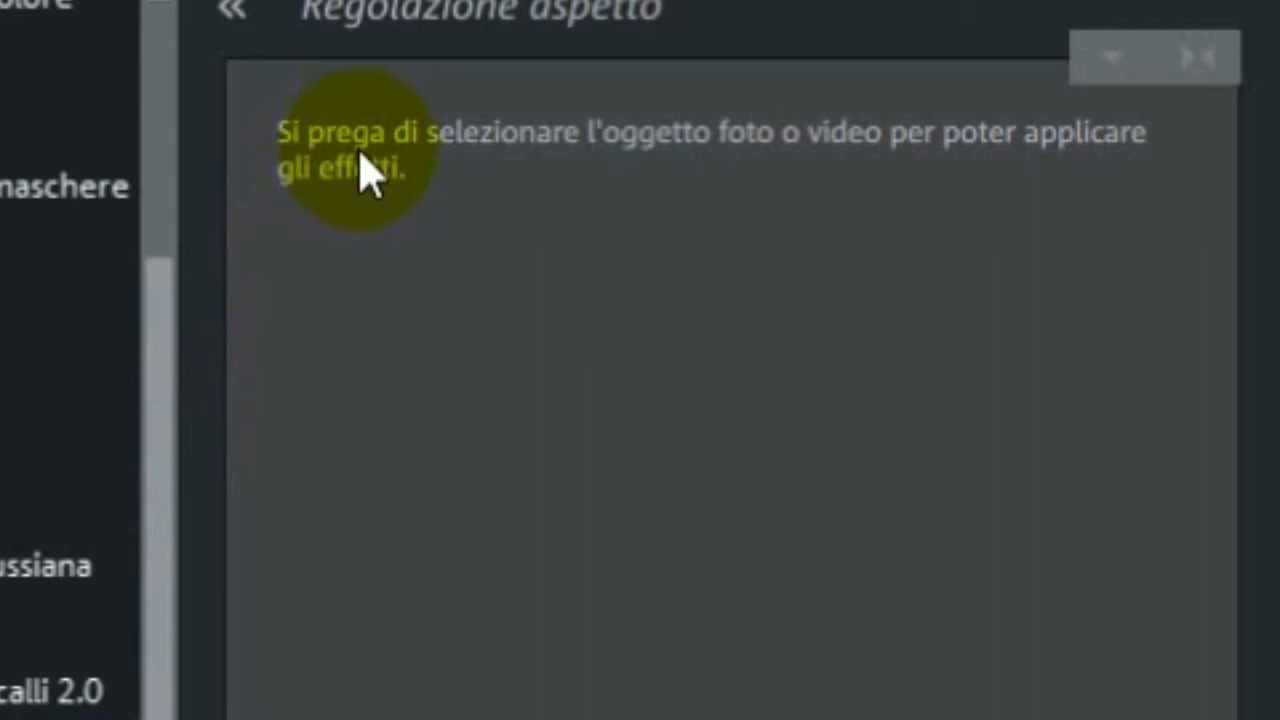 « Regolazione aspetto
Si prega di selezionare l'oggetto foto o video per poter applicare
gli effetti.
maschere
ussiana
calli 2.0